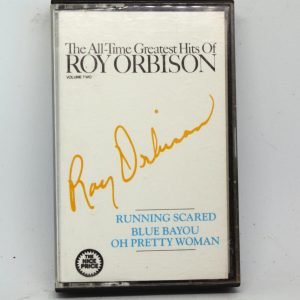 The All-Time Greatest Hits Of
ROY ORBISON
VOLUME TWO
Roy Orbison
RUNNING SCARED
BLUE BAYOU
OH PRETTY WOMAN
THE
NICE
PRICE